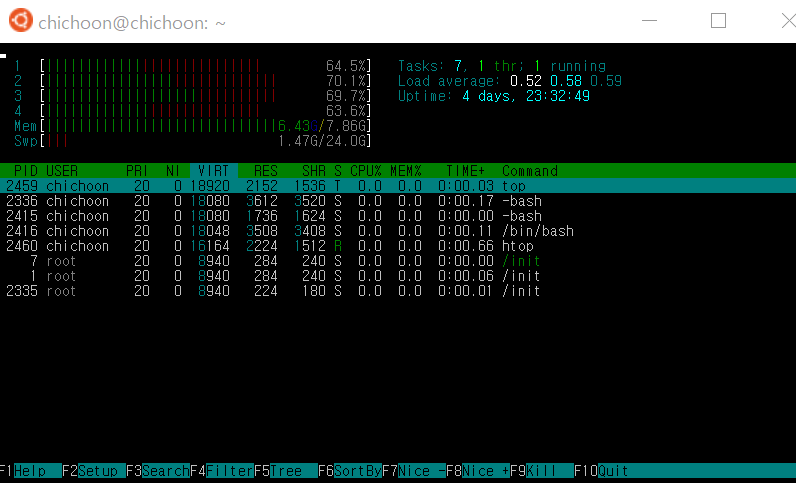 chichoon@chichoon: ~
1 [|||||||||||||||||||||||||| 64.5%] Tasks: 7, 1 thr; 1 running
2 [|||||||||||||||||||||||||||| 70.1%] Load average: 0.52 0.58 0.59
3 [|||||||||||||||||||||||||||| 69.7%] Uptime: 4 days, 23:32:49
4 [|||||||||||||||||||||||||| 63.6%]
Mem[|||||||||||||||||||||||||||||6.43G/7.86G]
Swp[||| 1.47G/24.0G]
PID USER PRI NI VIRT RES SHR S CPU% MEM% TIME+ Command
2459 chichoon 20 0 18920 2152 1536 T 0.0 0.0 0:00.03 top
2336 chichoon 20 0 18080 3612 3520 S 0.0 0.0 0:00.17 -bash
2415 chichoon 20 0 18080 1736 1624 S 0.0 0.0 0:00.00 -bash
2416 chichoon 20 0 18048 3508 3408 S 0.0 0.0 0:00.11 /bin/bash
2460 chichoon 20 0 16164 2224 1512 R 0.0 0.0 0:00.66 htop
7 root 20 0 8940 284 240 S 0.0 0.0 0:00.00 /init
1 root 20 0 8940 284 240 S 0.0 0.0 0:00.06 /init
2335 root 20 0 8940 224 180 S 0.0 0.0 0:00.01 /init
F1Help F2Setup F3SearchF4FilterF5Tree F6SortByF7Nice -F8Nice +F9Kill F10Quit